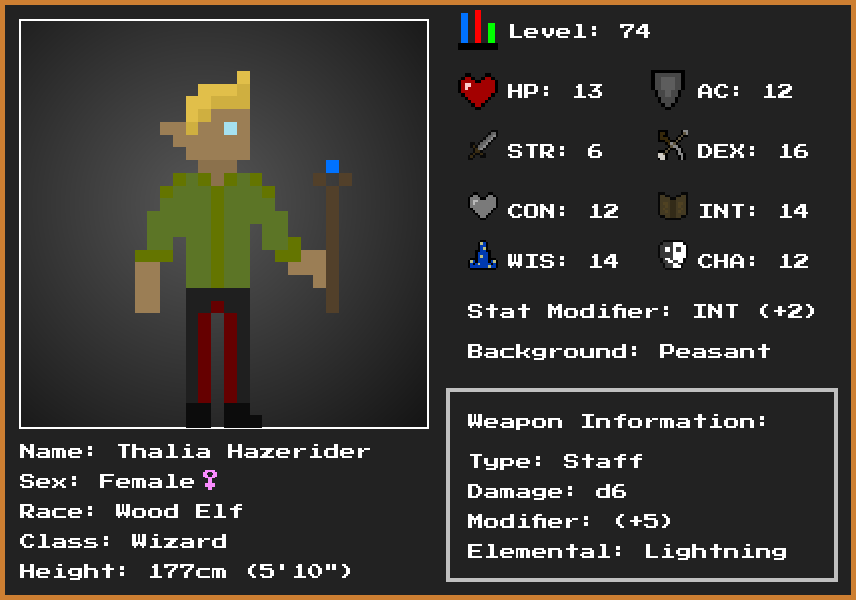 Level: 74
HP: 13
AC: 12
STR: 6
DEX: 16
CON: 12
INT: 14
WIS: 14
CHA: 12
Stat Modifier: INT (+2)
Background: Peasant
Weapon Information:
Type: Staff
Damage: d6
Modifier: (+5)
Elemental: Lightning
Name: Thalia Hazerider
Sex: Female♀
Race: Wood Elf
Class: Wizard
Height: 177cm (5'10")